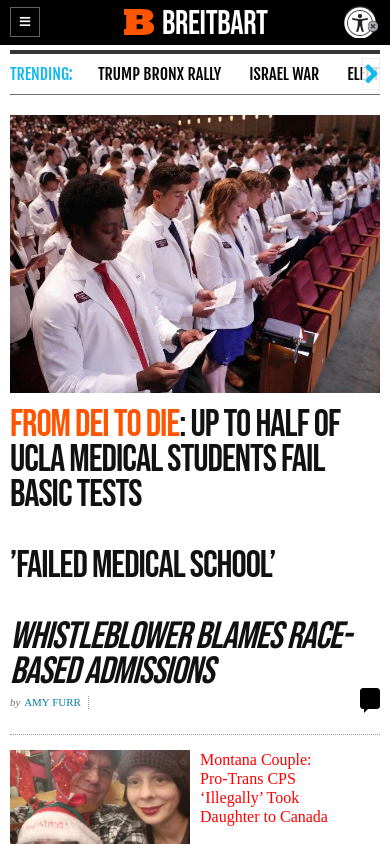 BREITBART
TRENDING: TRUMP BRONX RALLY ISRAEL WAR
FROM DEI TO DIE: UP TO HALF OF
UCLA MEDICAL STUDENTS FAIL
BASIC TESTS
’FAILED MEDICAL SCHOOL’
WHISTLEBLOWER BLAMES RACE-
BASED ADMISSIONS
by AMY FURR
Montana Couple:
Pro-Trans CPS
‘Illegally’ Took
Daughter to Canada